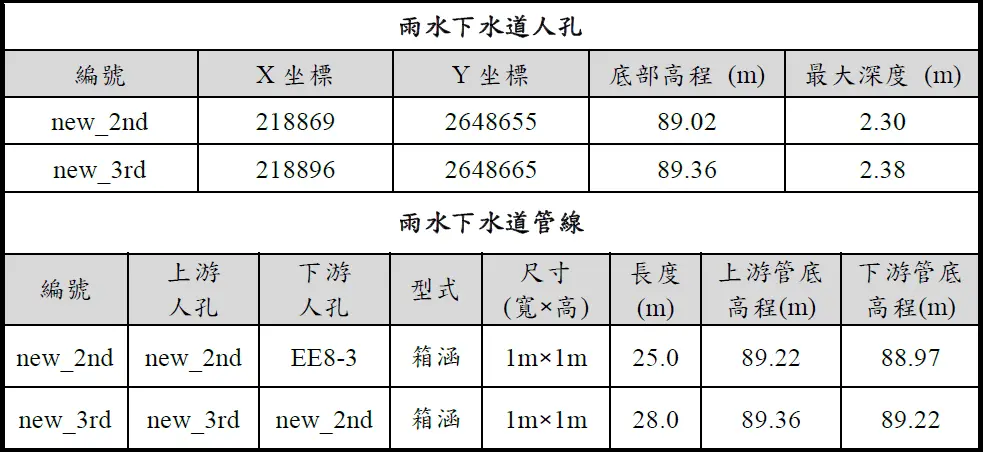 雨水下水道人孔
編號 X 坐標 Y 坐標 底部高程 (m) 最大深度 (m)
new_2nd 218869 2648655 89.02 2.30
new_3rd 218896 2648665 89.36 2.38
雨水下水道管線
編號 上游人孔 下游人孔 型式 尺寸(寬×高) 長度(m) 上游管底高程(m) 下游管底高程(m)
new_2nd new_2nd EE8-3 箱涵 1m×1m 25.0 89.22 88.97
new_3rd new_3rd new_2nd 箱涵 1m×1m 28.0 89.36 89.22